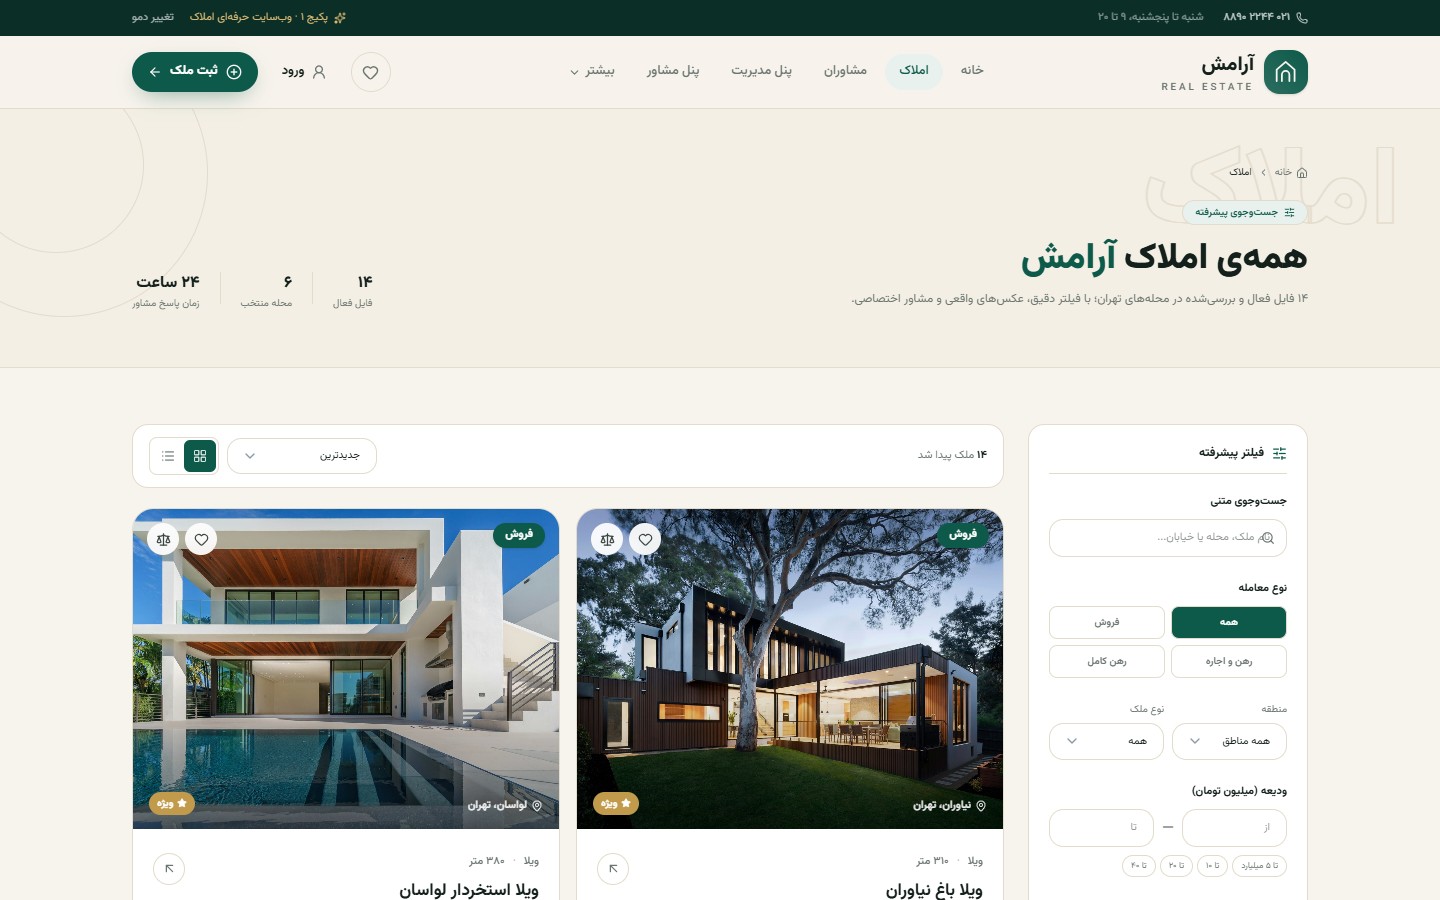 ۰۲۱ ۲۲۴۴ ۸۸۹۰
شنبه تا پنجشنبه، ۹ تا ۲۰
پکیج ۱ · وب‌سایت حرفه‌ای املاک
تغییر دمو
آرامش
REAL ESTATE
خانه
املاک
مشاوران
پنل مدیریت
پنل مشاور
بیشتر
ورود
ثبت ملک
املاک
خانه
املاک
جست‌وجوی پیشرفته
همه‌ی املاک آرامش
۱۴ فایل فعال و بررسی‌شده در محله‌های تهران؛ با فیلتر دقیق، عکس‌های واقعی و مشاور اختصاصی.
۱۴
فایل فعال
۶
محله منتخب
۲۴ ساعت
زمان پاسخ مشاور
فیلتر پیشرفته
جست‌وجوی متنی
ملک، محله یا خیابان...
نوع معامله
همه
فروش
رهن و اجاره
رهن کامل
منطقه
نوع ملک
همه مناطق
همه
ودیعه (میلیون تومان)
از
—
تا
تا ۵ میلیارد
تا ۱۰
تا ۲۰
تا ۴۰
۱۴ ملک پیدا شد
جدیدترین
فروش
نیاوران، تهران
ویژه
ویلا · ۳۱۰ متر
ویلا باغ نیاوران
فروش
لواسان، تهران
ویژه
ویلا · ۳۸۰ متر
ویلا استخردار لواسان